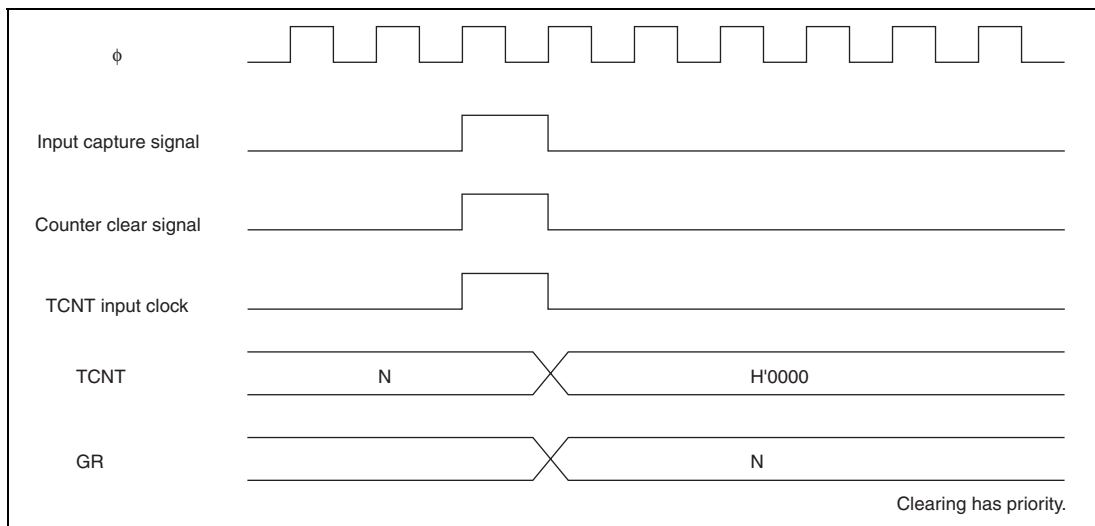 ϕ
Input capture signal
Counter clear signal
TCNT input clock
TCNT N H'0000
GR N
Clearing has priority.